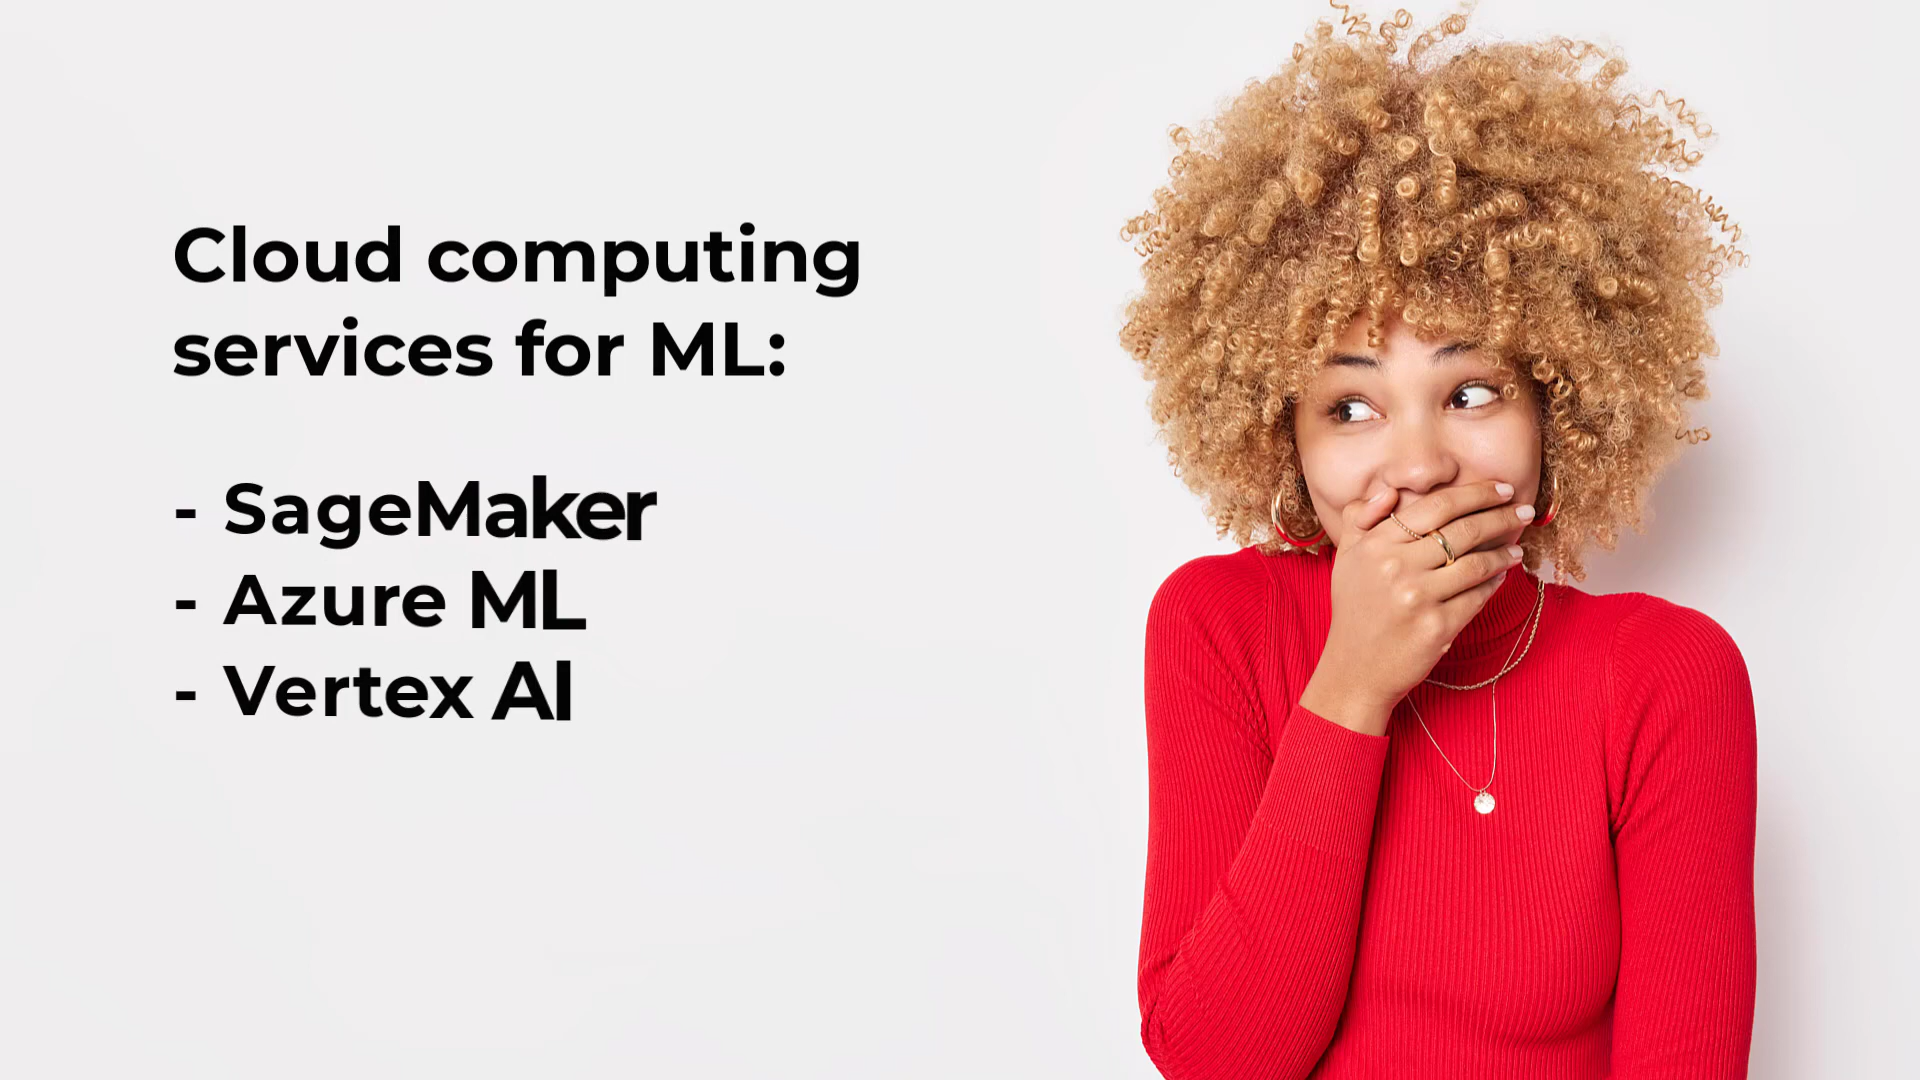 Cloud computing
services for ML:
- SageMaker
- Azure ML
- Vertex AI